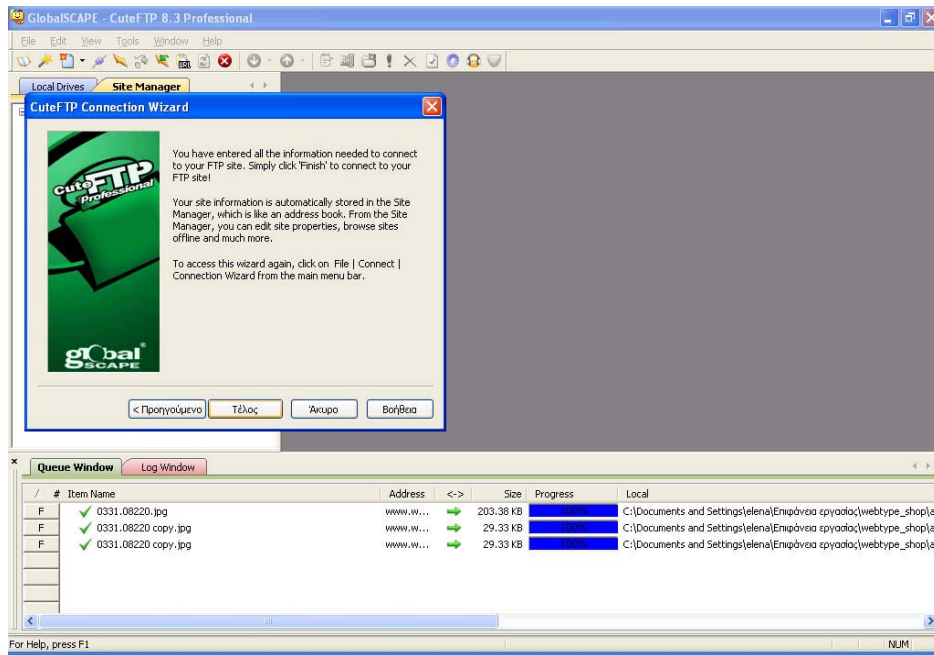 GlobalSCAPE - CuteFTP 8.3 Professional
File Edit View Tools Window Help
Local Drives Site Manager
CuteFTP Connection Wizard
cuteFTP
Professional
You have entered all the information needed to connect
to your FTP site. Simply click 'Finish' to connect to your
FTP site!
Your site information is automatically stored in the Site
Manager, which is like an address book. From the Site
Manager, you can edit site properties, browse sites
offline and much more.
To access this wizard again, click on File | Connect |
Connection Wizard from the main menu bar.
globalSCAPE®
< Προηγούμενο Τέλος Άκυρο Βοήθεια
Queue Window Log Window
/ # Item Name Address <-> Size Progress Local
F 0331.08220.jpg www.w... 203.38 KB 100% C:\Documents and Settings\elena\Επιφάνεια εργασίας\webtype_shop\a
F 0331.08220 copy.jpg www.w... 29.33 KB 100% C:\Documents and Settings\elena\Επιφάνεια εργασίας\webtype_shop\a
F 0331.08220 copy.jpg www.w... 29.33 KB 100% C:\Documents and Settings\elena\Επιφάνεια εργασίας\webtype_shop\a
For Help, press F1 NUM